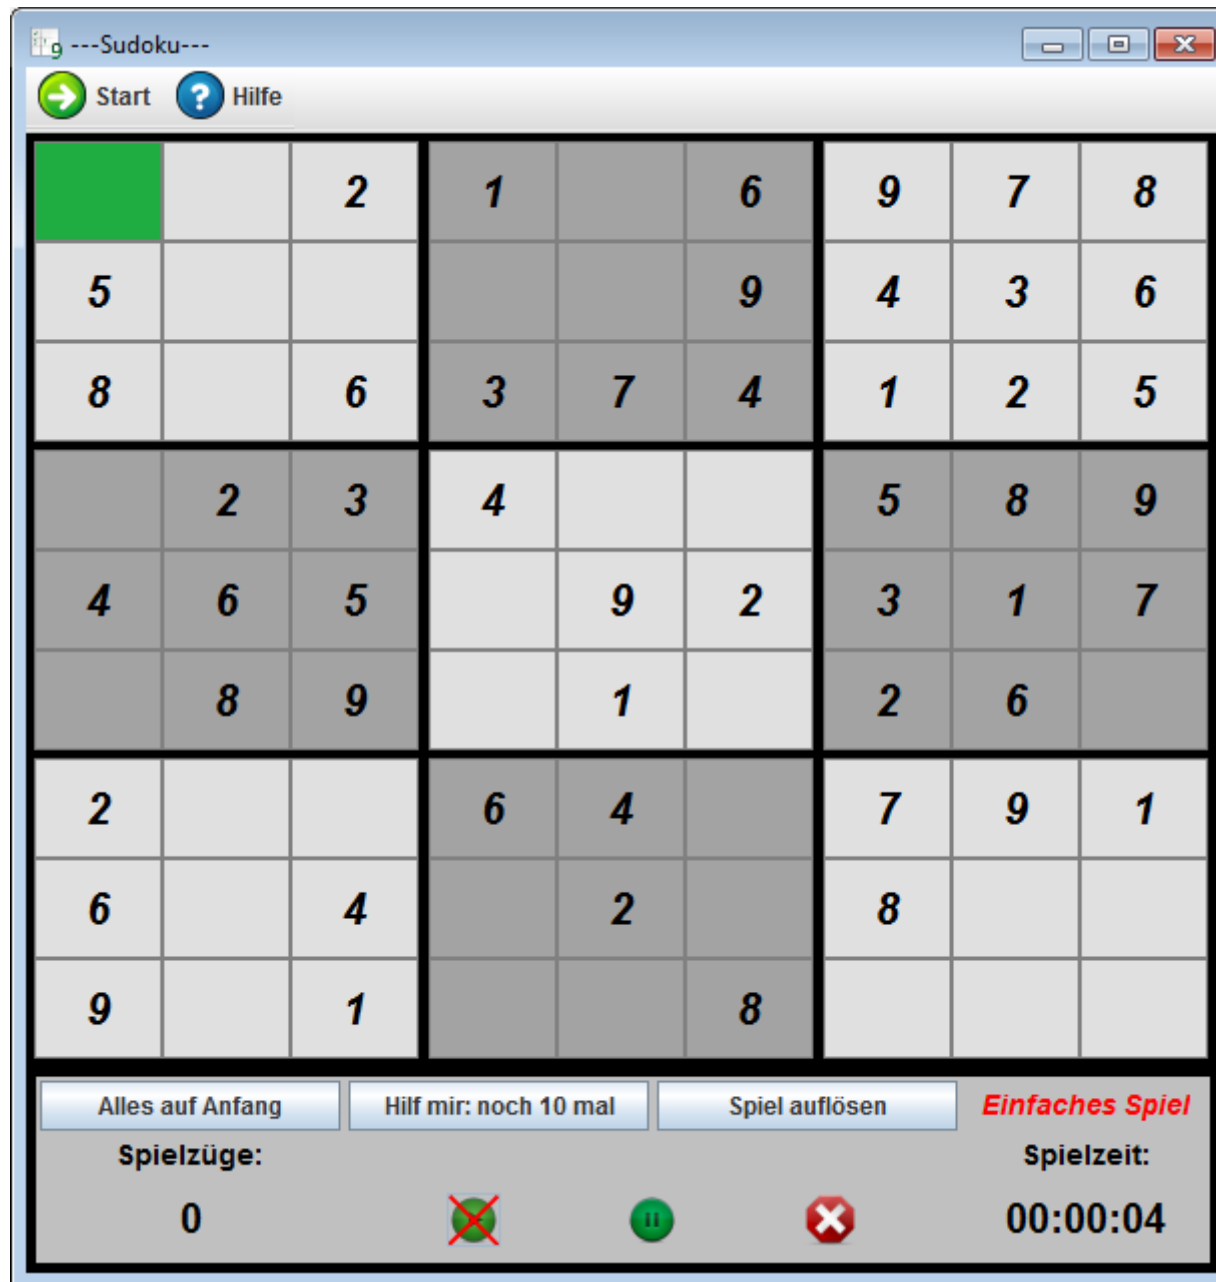 ---Sudoku---
Start Hilfe
2 1 6 9 7 8
5 9 4 3 6
8 6 3 7 4 1 2 5
2 3 4 5 8 9
4 6 5 9 2 3 1 7
8 9 1 2 6
2 6 4 7 9 1
6 4 2 8
9 1 8
Alles auf Anfang Hilf mir: noch 10 mal Spiel auflösen Einfaches Spiel
Spielzüge: Spielzeit:
0 00:00:04